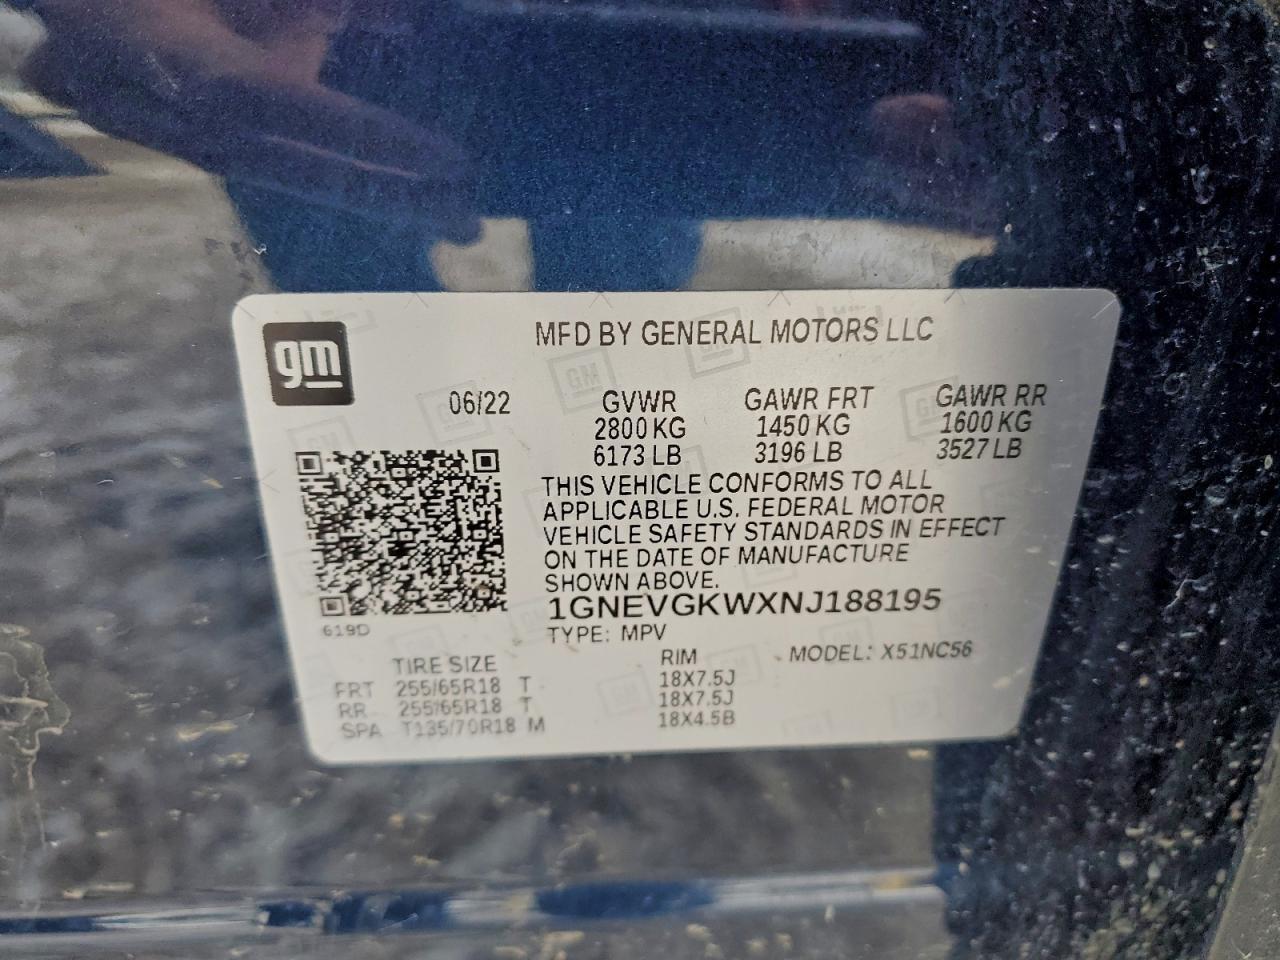 gm
MFD BY GENERAL MOTORS LLC
06/22 GVWR GAWR FRT GAWR RR
2800 KG 1450 KG 1600 KG
6173 LB 3196 LB 3527 LB
THIS VEHICLE CONFORMS TO ALL
APPLICABLE U.S. FEDERAL MOTOR
VEHICLE SAFETY STANDARDS IN EFFECT
ON THE DATE OF MANUFACTURE
SHOWN ABOVE.
1GNEVGKWXNJ188195
619D
TYPE: MPV
TIRE SIZE RIM MODEL: X51NC56
FRT 255/65R18 T 18X7.5J
RR 255/65R18 T 18X7.5J
SPA T135/70R18 M 18X4.5B